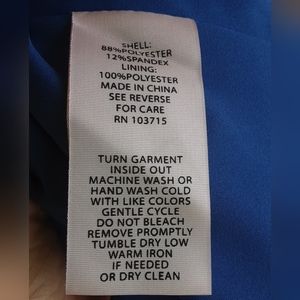 SHELL:
88%POLYESTER
12%SPANDEX
LINING:
100%POLYESTER
MADE IN CHINA
SEE REVERSE
FOR CARE
RN 103715
TURN GARMENT
INSIDE OUT
MACHINE WASH OR
HAND WASH COLD
WITH LIKE COLORS
GENTLE CYCLE
DO NOT BLEACH
REMOVE PROMPTLY
TUMBLE DRY LOW
WARM IRON
IF NEEDED
OR DRY CLEAN